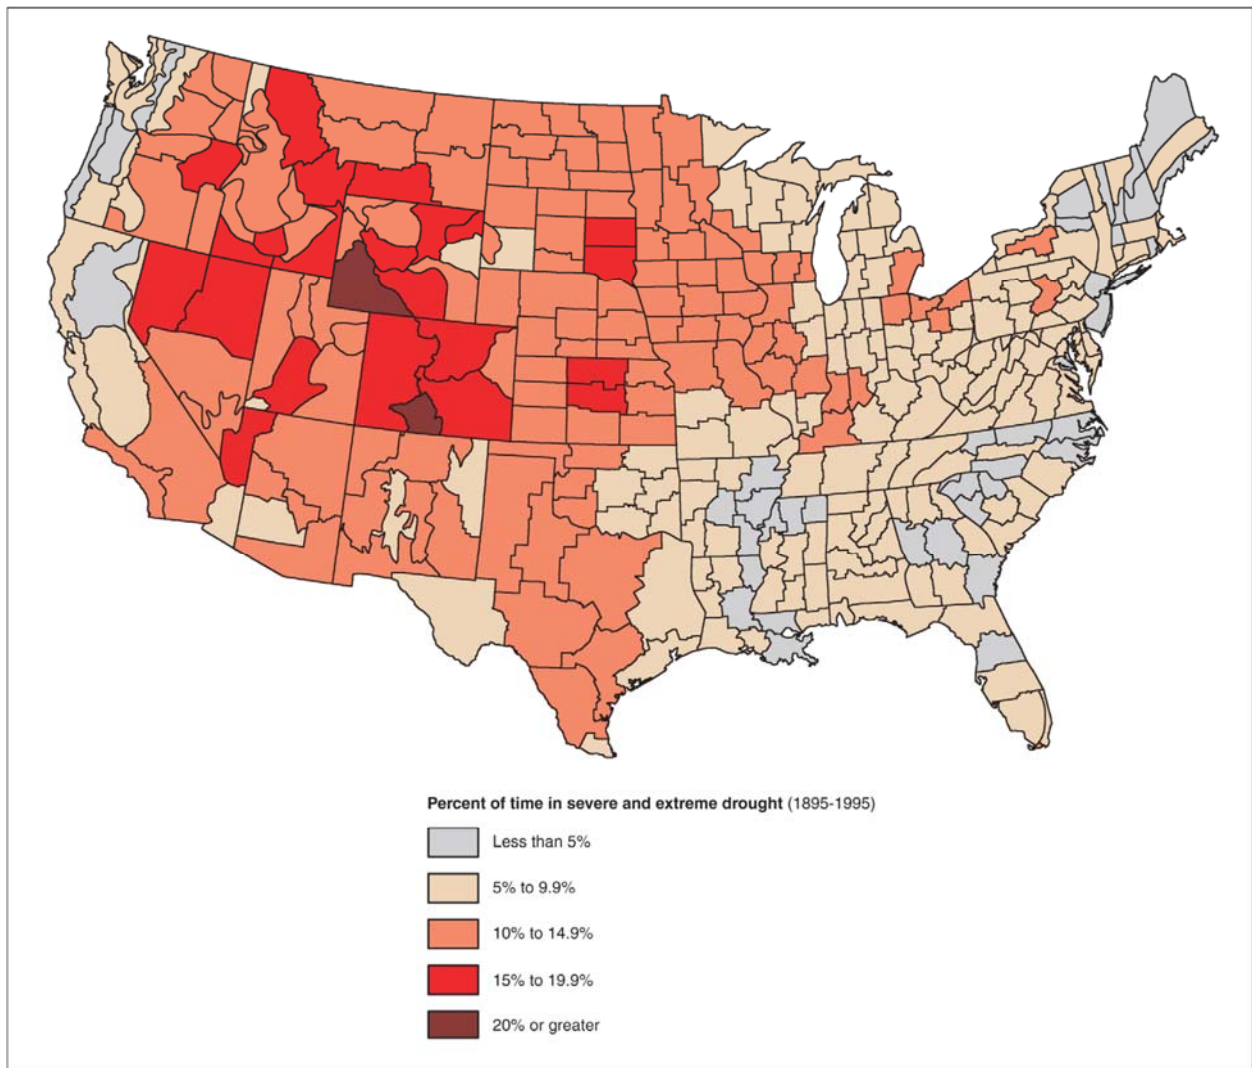 Percent of time in severe and extreme drought (1895-1995)
Less than 5%
5% to 9.9%
10% to 14.9%
15% to 19.9%
20% or greater